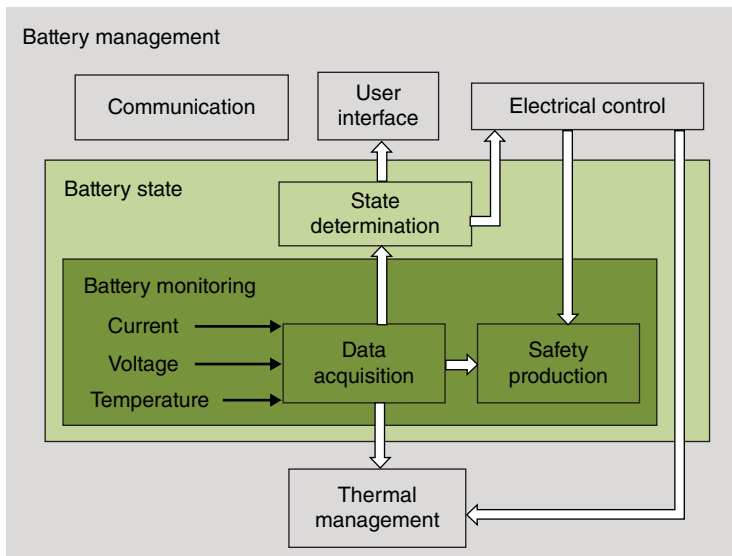 Battery management
Communication
User
interface
Electrical control
Battery state
State
determination
Battery monitoring
Current
Voltage
Temperature
Data
acquisition
Safety
production
Thermal
management